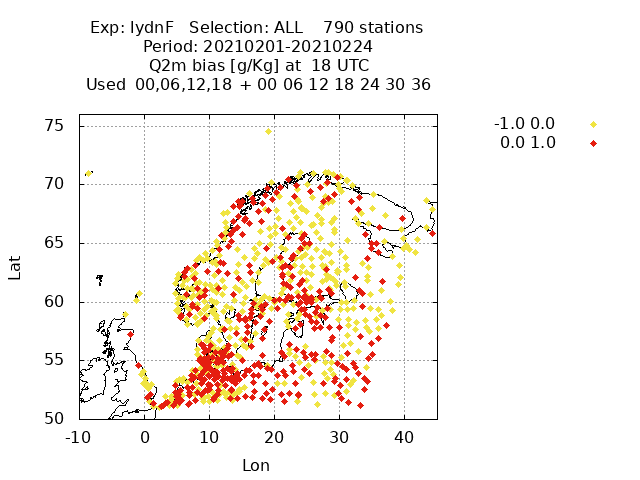 Exp: IydnF Selection: ALL 790 stations
Period: 20210201-20210224
Q2m bias [g/Kg] at 18 UTC
Used 00,06,12,18 + 00 06 12 18 24 30 36
-1.0 0.0
0.0 1.0
75
70
65
60
55
50
Lat
-10 0 10 20 30 40
Lon